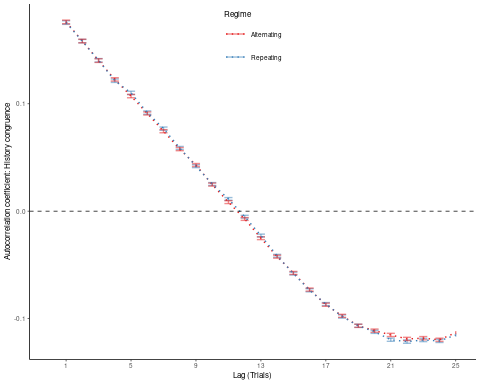 Regime
Alternating
Repeating
Autocorrelation coefficient: History congruence
0.1
0.0
-0.1
1 5 9 13 17 21 25
Lag (Trials)